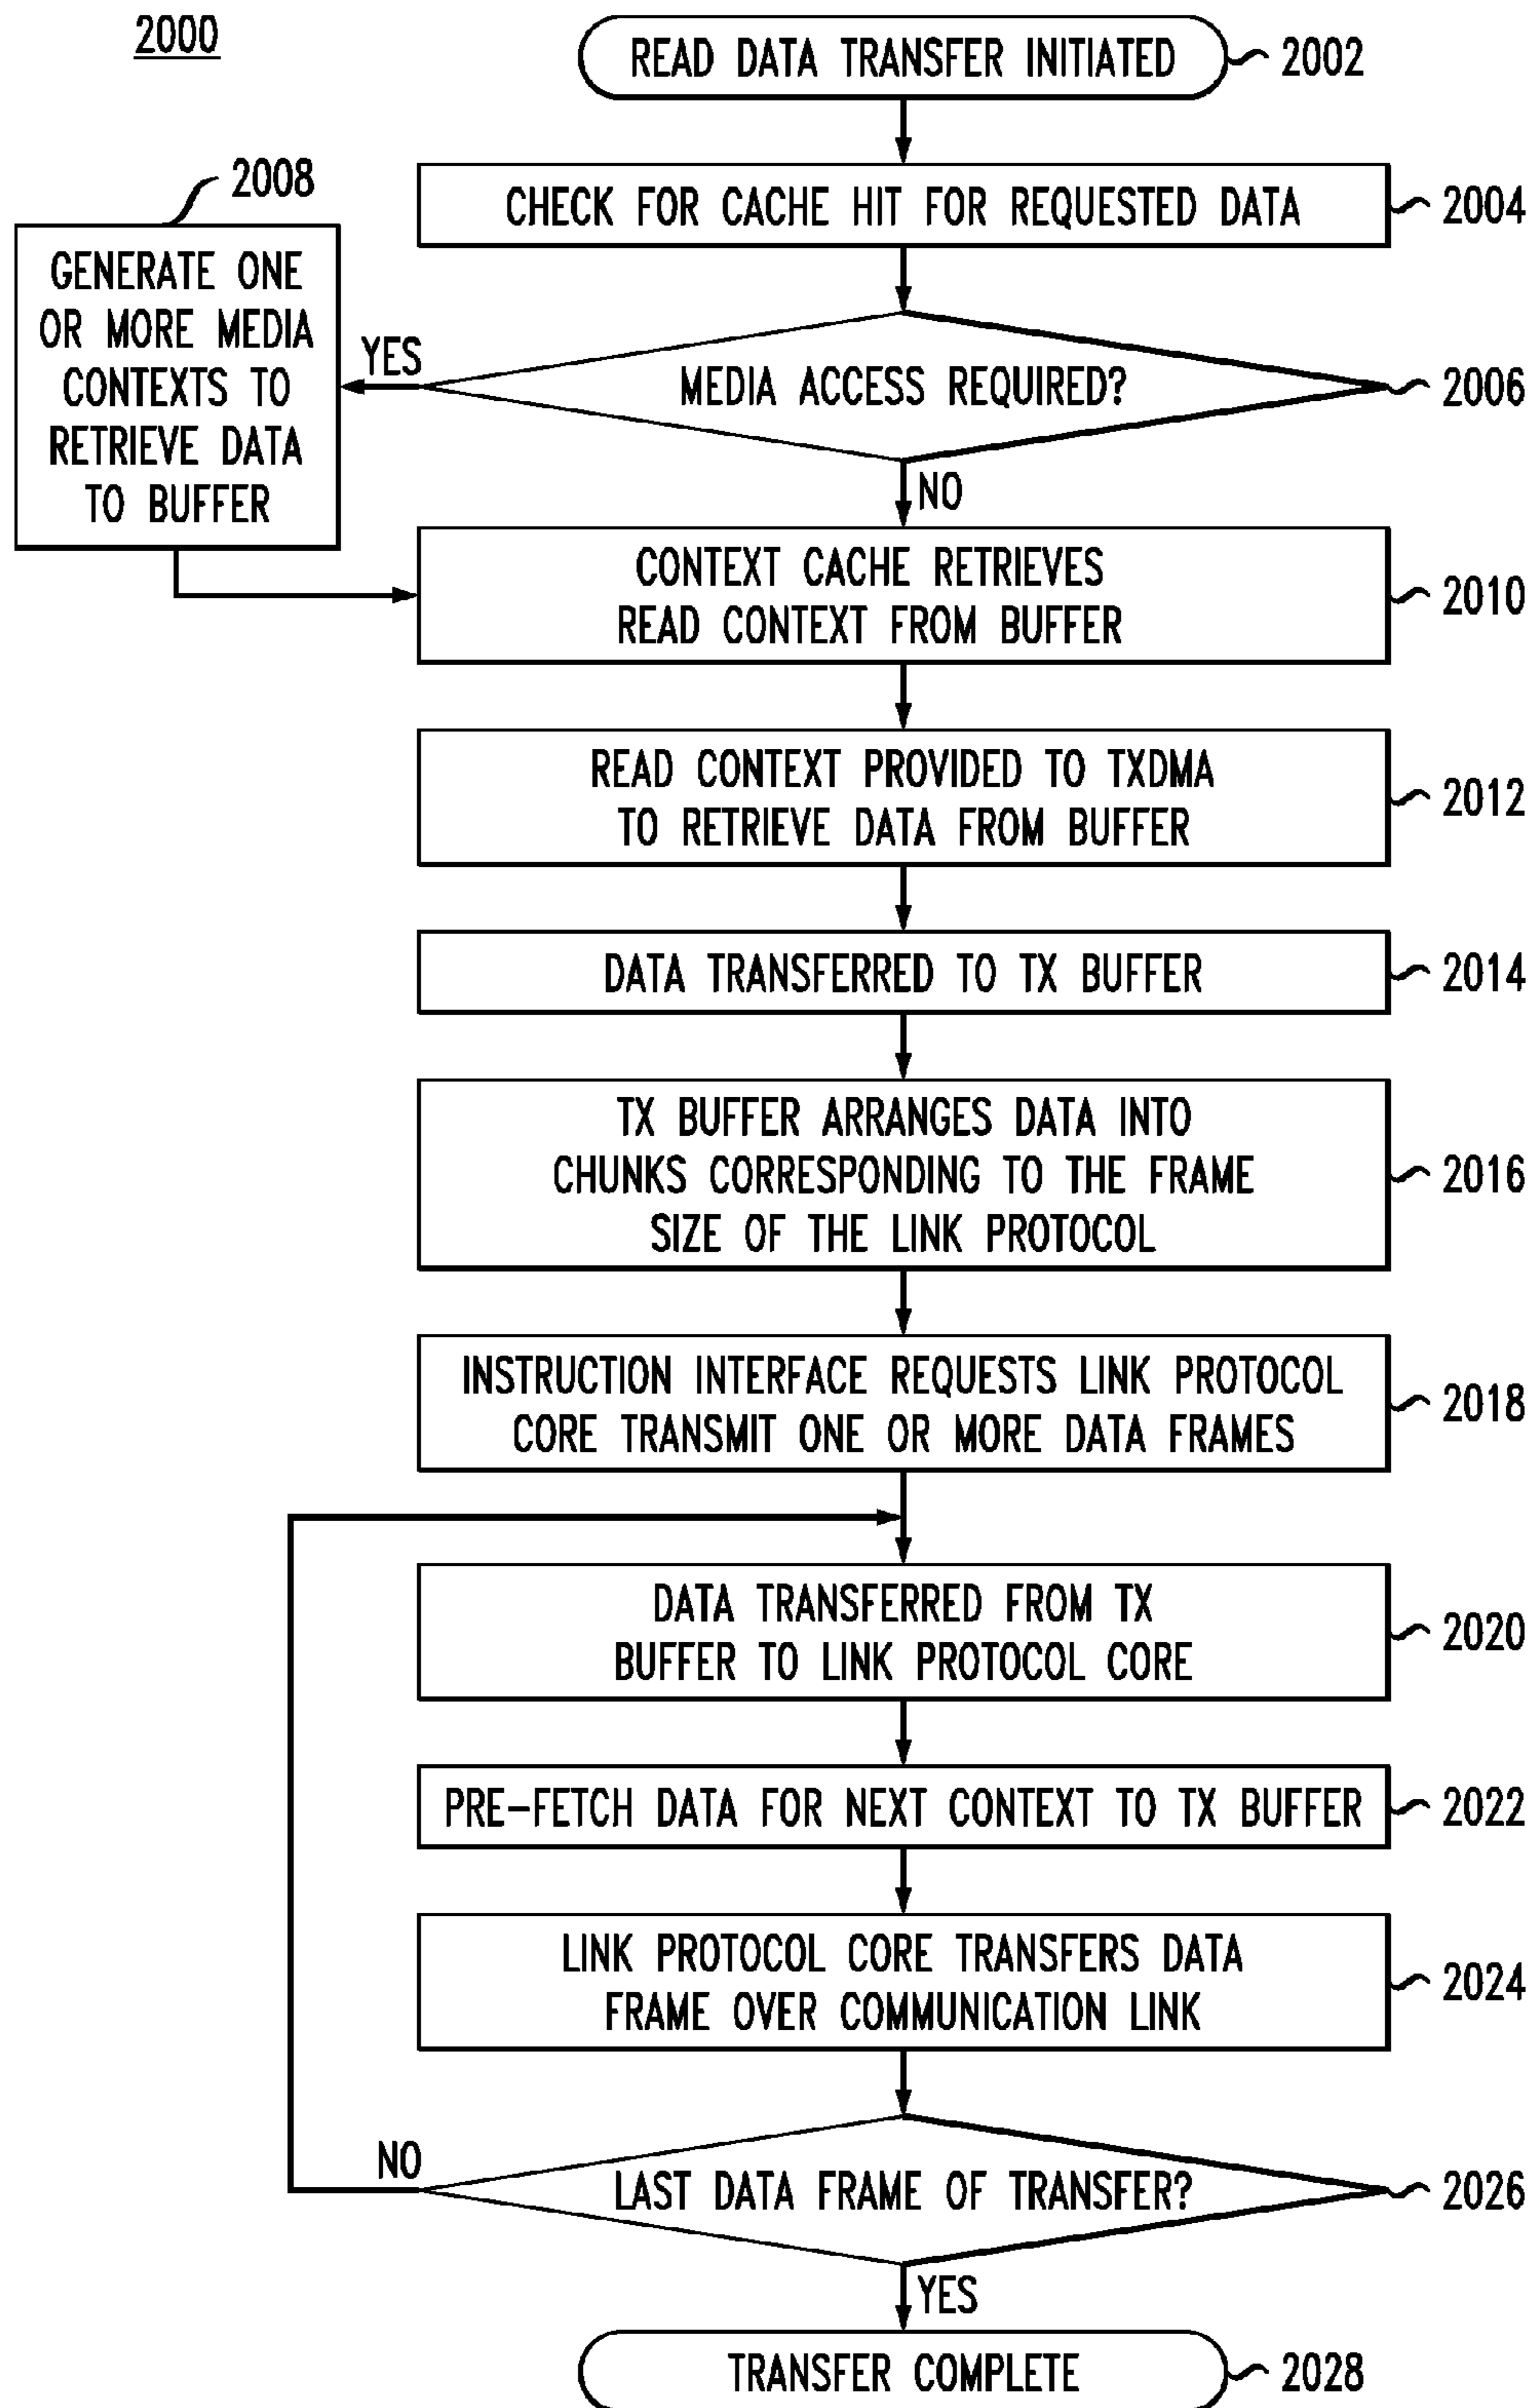 2000
READ DATA TRANSFER INITIATED
2002
CHECK FOR CACHE HIT FOR REQUESTED DATA
2004
2008
GENERATE ONE
OR MORE MEDIA
CONTEXTS TO
RETRIEVE DATA
TO BUFFER
YES
MEDIA ACCESS REQUIRED?
2006
NO
CONTEXT CACHE RETRIEVES
READ CONTEXT FROM BUFFER
2010
READ CONTEXT PROVIDED TO TXDMA
TO RETRIEVE DATA FROM BUFFER
2012
DATA TRANSFERRED TO TX BUFFER
2014
TX BUFFER ARRANGES DATA INTO
CHUNKS CORRESPONDING TO THE FRAME
SIZE OF THE LINK PROTOCOL
2016
INSTRUCTION INTERFACE REQUESTS LINK PROTOCOL
CORE TRANSMIT ONE OR MORE DATA FRAMES
2018
DATA TRANSFERRED FROM TX
BUFFER TO LINK PROTOCOL CORE
2020
PRE-FETCH DATA FOR NEXT CONTEXT TO TX BUFFER
2022
LINK PROTOCOL CORE TRANSFERS DATA
FRAME OVER COMMUNICATION LINK
2024
NO
LAST DATA FRAME OF TRANSFER?
2026
YES
TRANSFER COMPLETE
2028